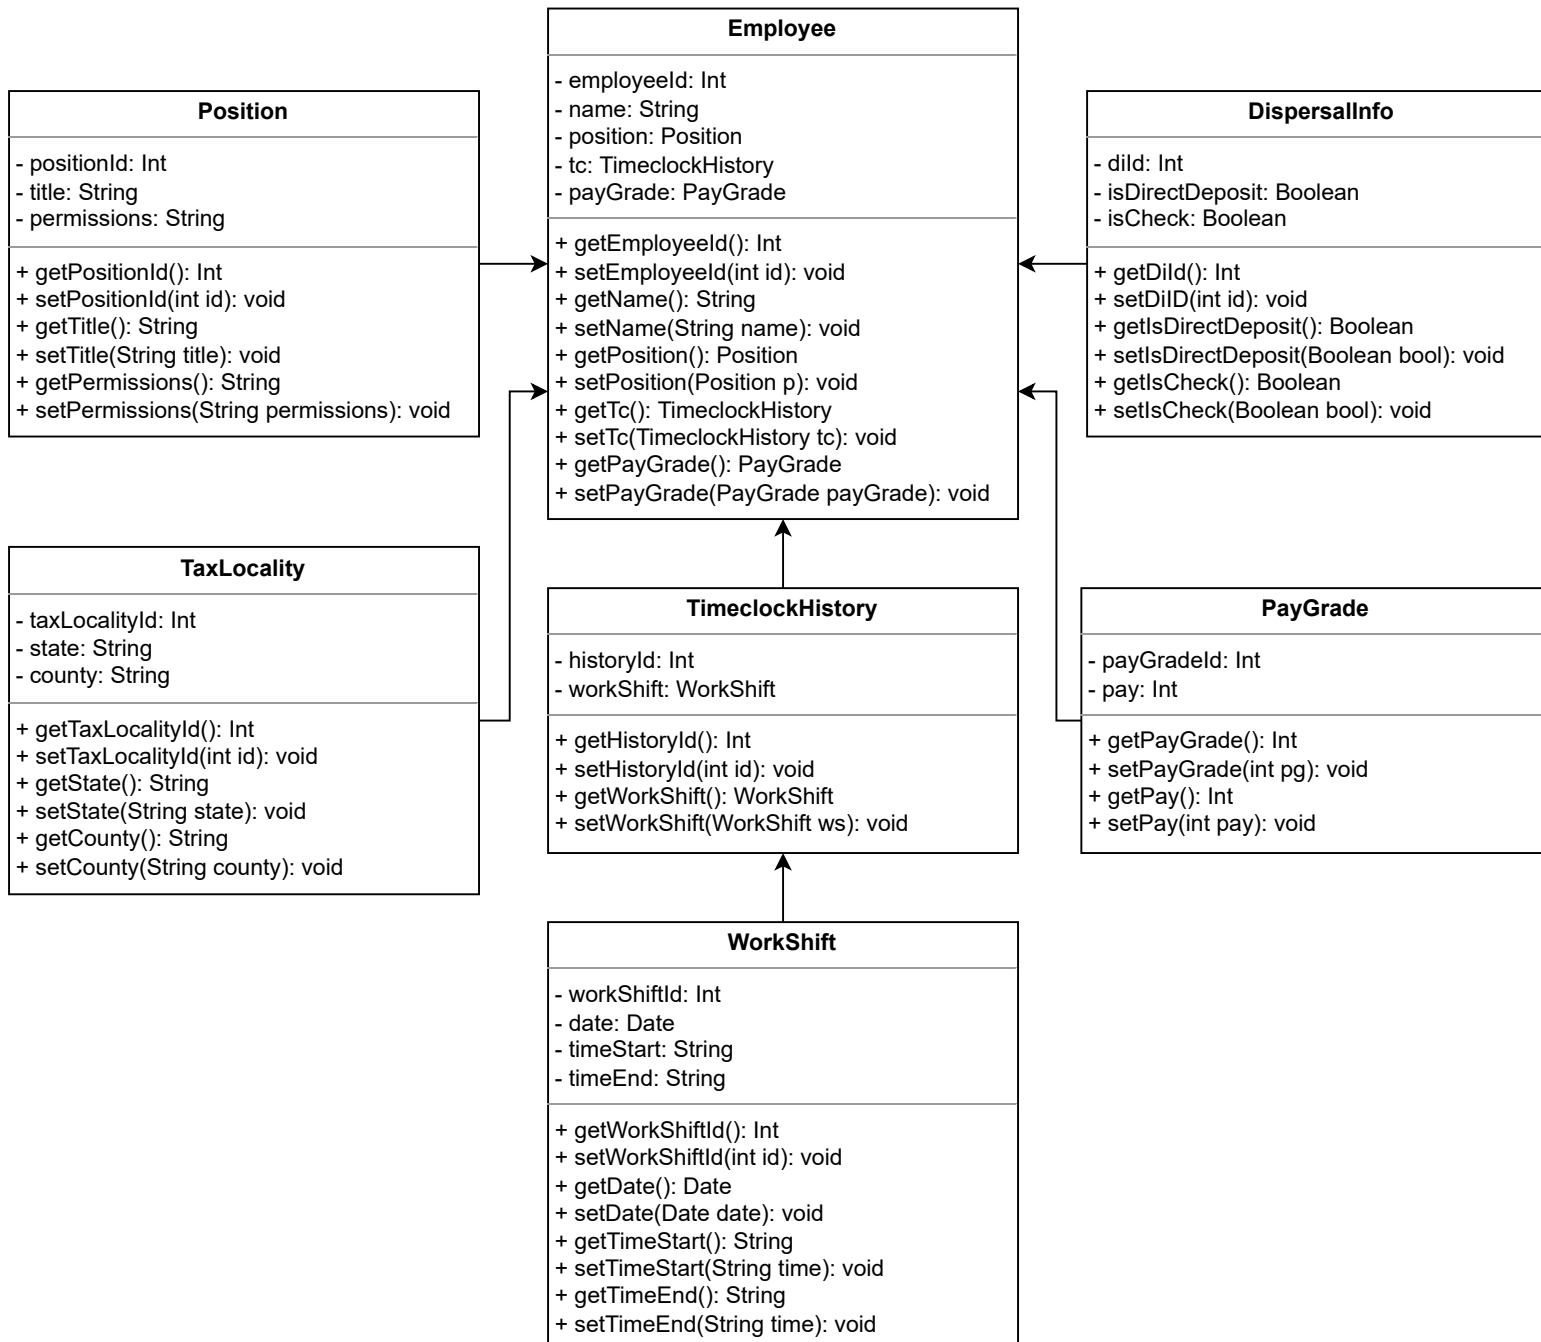 Employee
- employeeId: Int
- name: String
- position: Position
- tc: TimeclockHistory
- payGrade: PayGrade
+ getEmployeeId(): Int
+ setEmployeeId(int id): void
+ getName(): String
+ setName(String name): void
+ getPosition(): Position
+ setPosition(Position p): void
+ getTc(): TimeclockHistory
+ setTc(TimeclockHistory tc): void
+ getPayGrade(): PayGrade
+ setPayGrade(PayGrade payGrade): void
Position
- positionId: Int
- title: String
- permissions: String
+ getPositionId(): Int
+ setPositionId(int id): void
+ getTitle(): String
+ setTitle(String title): void
+ getPermissions(): String
+ setPermissions(String permissions): void
DispersalInfo
- diId: Int
- isDirectDeposit: Boolean
- isCheck: Boolean
+ getDiId(): Int
+ setDiID(int id): void
+ getIsDirectDeposit(): Boolean
+ setIsDirectDeposit(Boolean bool): void
+ getIsCheck(): Boolean
+ setIsCheck(Boolean bool): void
TaxLocality
- taxLocalityId: Int
- state: String
- county: String
+ getTaxLocalityId(): Int
+ setTaxLocalityId(int id): void
+ getState(): String
+ setState(String state): void
+ getCounty(): String
+ setCounty(String county): void
TimeclockHistory
- historyId: Int
- workShift: WorkShift
+ getHistoryId(): Int
+ setHistoryId(int id): void
+ getWorkShift(): WorkShift
+ setWorkShift(WorkShift ws): void
PayGrade
- payGradeId: Int
- pay: Int
+ getPayGrade(): Int
+ setPayGrade(int pg): void
+ getPay(): Int
+ setPay(int pay): void
WorkShift
- workShiftId: Int
- date: Date
- timeStart: String
- timeEnd: String
+ getWorkShiftId(): Int
+ setWorkShiftId(int id): void
+ getDate(): Date
+ setDate(Date date): void
+ getTimeStart(): String
+ setTimeStart(String time): void
+ getTimeEnd(): String
+ setTimeEnd(String time): void